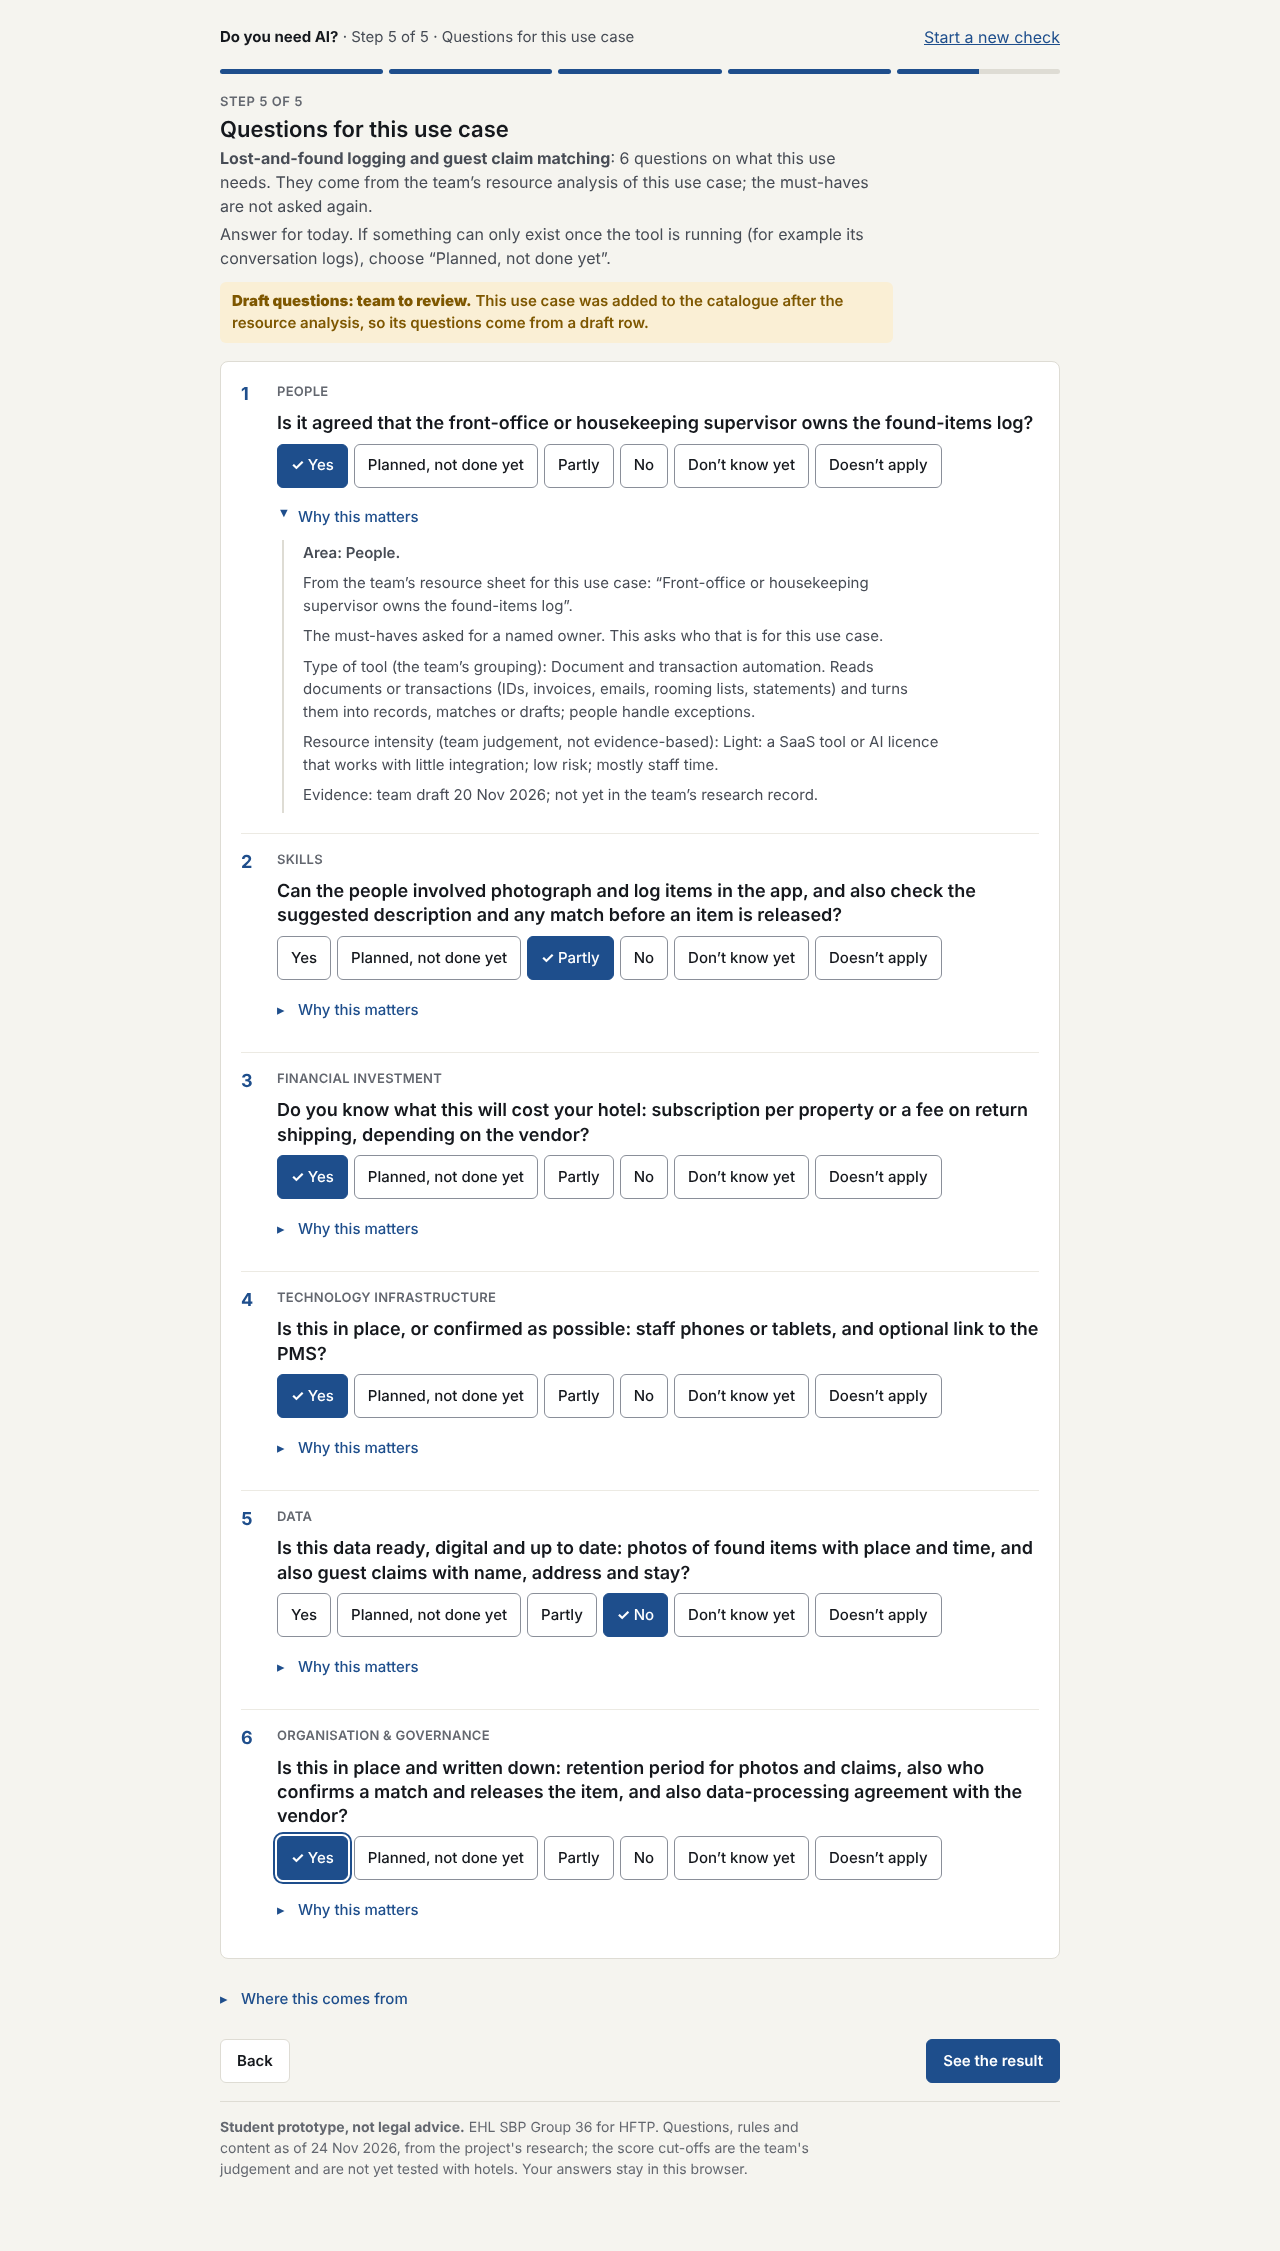 Do you need AI? · Step 5 of 5 · Questions for this use case
Start a new check
STEP 5 OF 5
Questions for this use case
Lost-and-found logging and guest claim matching: 6 questions on what this use
needs. They come from the team’s resource analysis of this use case; the must-haves
are not asked again.
Answer for today. If something can only exist once the tool is running (for example its
conversation logs), choose “Planned, not done yet”.
Draft questions: team to review. This use case was added to the catalogue after the
resource analysis, so its questions come from a draft row.
1 PEOPLE
Is it agreed that the front-office or housekeeping supervisor owns the found-items log?
✓ Yes Planned, not done yet Partly No Don’t know yet Doesn’t apply
▾ Why this matters
Area: People.
From the team’s resource sheet for this use case: “Front-office or housekeeping
supervisor owns the found-items log”.
The must-haves asked for a named owner. This asks who that is for this use case.
Type of tool (the team’s grouping): Document and transaction automation. Reads
documents or transactions (IDs, invoices, emails, rooming lists, statements) and turns
them into records, matches or drafts; people handle exceptions.
Resource intensity (team judgement, not evidence-based): Light: a SaaS tool or AI licence
that works with little integration; low risk; mostly staff time.
Evidence: team draft 20 Nov 2026; not yet in the team’s research record.
2 SKILLS
Can the people involved photograph and log items in the app, and also check the
suggested description and any match before an item is released?
Yes Planned, not done yet ✓ Partly No Don’t know yet Doesn’t apply
▸ Why this matters
3 FINANCIAL INVESTMENT
Do you know what this will cost your hotel: subscription per property or a fee on return
shipping, depending on the vendor?
✓ Yes Planned, not done yet Partly No Don’t know yet Doesn’t apply
▸ Why this matters
4 TECHNOLOGY INFRASTRUCTURE
Is this in place, or confirmed as possible: staff phones or tablets, and optional link to the
PMS?
✓ Yes Planned, not done yet Partly No Don’t know yet Doesn’t apply
▸ Why this matters
5 DATA
Is this data ready, digital and up to date: photos of found items with place and time, and
also guest claims with name, address and stay?
Yes Planned, not done yet Partly ✓ No Don’t know yet Doesn’t apply
▸ Why this matters
6 ORGANISATION & GOVERNANCE
Is this in place and written down: retention period for photos and claims, also who
confirms a match and releases the item, and also data-processing agreement with the
vendor?
✓ Yes Planned, not done yet Partly No Don’t know yet Doesn’t apply
▸ Why this matters
▸ Where this comes from
Back
See the result
Student prototype, not legal advice. EHL SBP Group 36 for HFTP. Questions, rules and
content as of 24 Nov 2026, from the project's research; the score cut-offs are the team's
judgement and are not yet tested with hotels. Your answers stay in this browser.